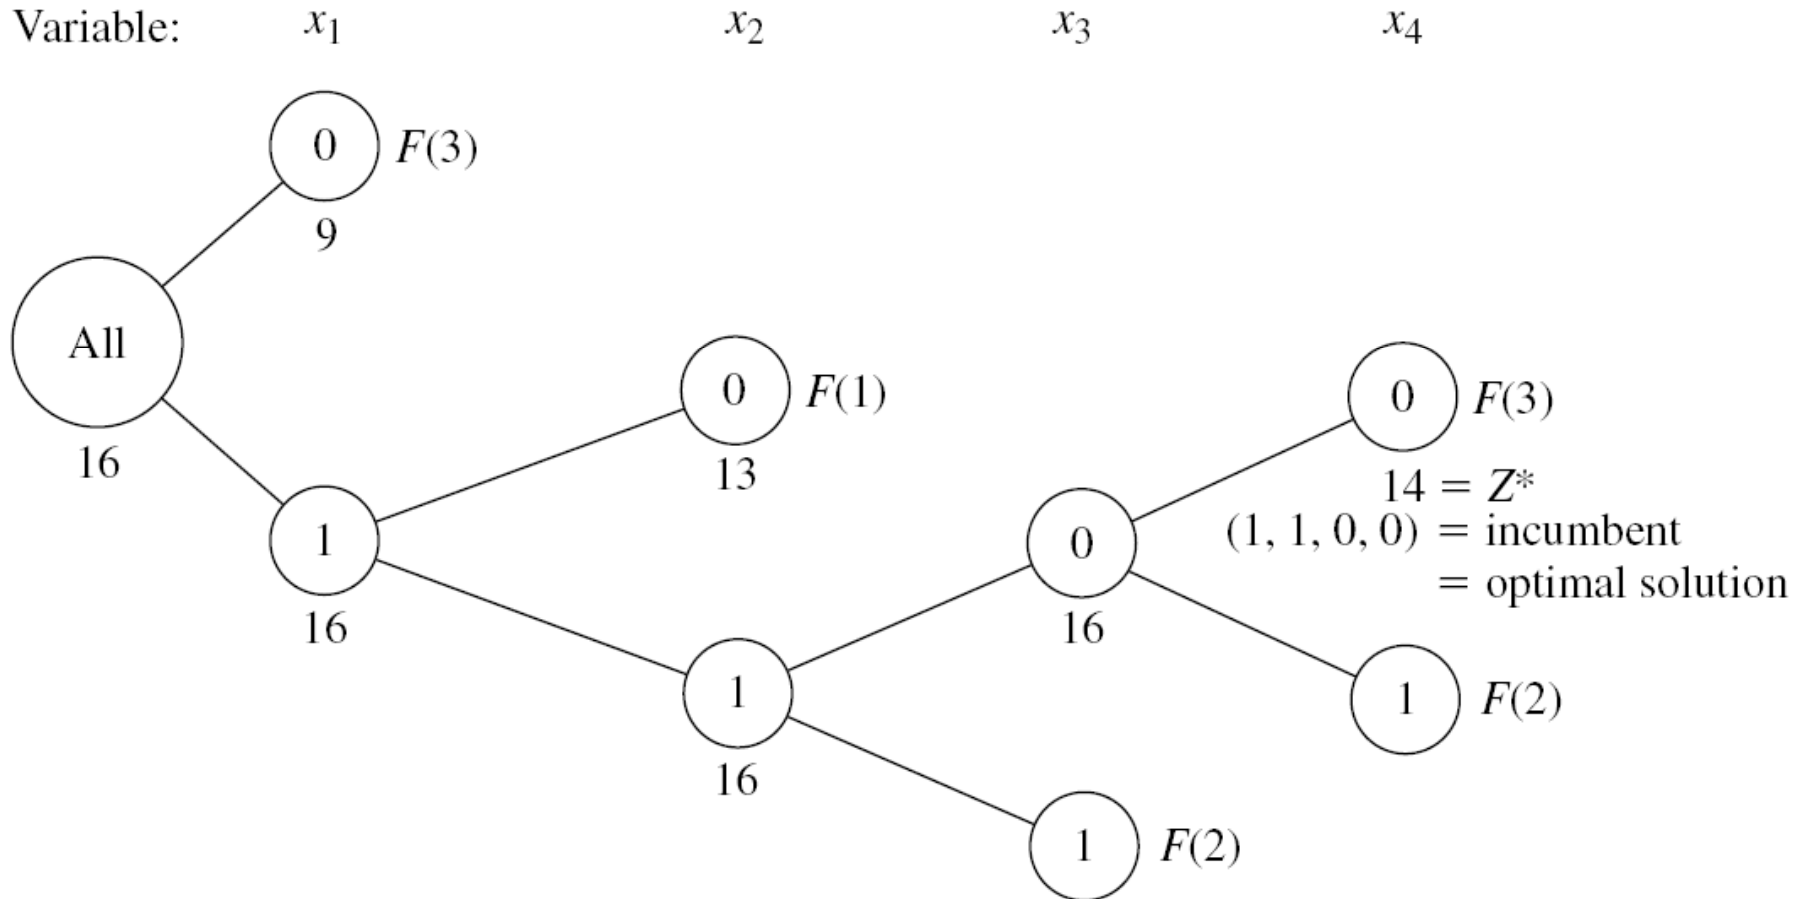 Variable: x₁ x₂ x₃ x₄
0 F(3)
9
All
16
0 F(1)
13
0 F(3)
14 = Z*
(1, 1, 0, 0) = incumbent
= optimal solution
1
16
0
16
1
16
1 F(2)
1 F(2)